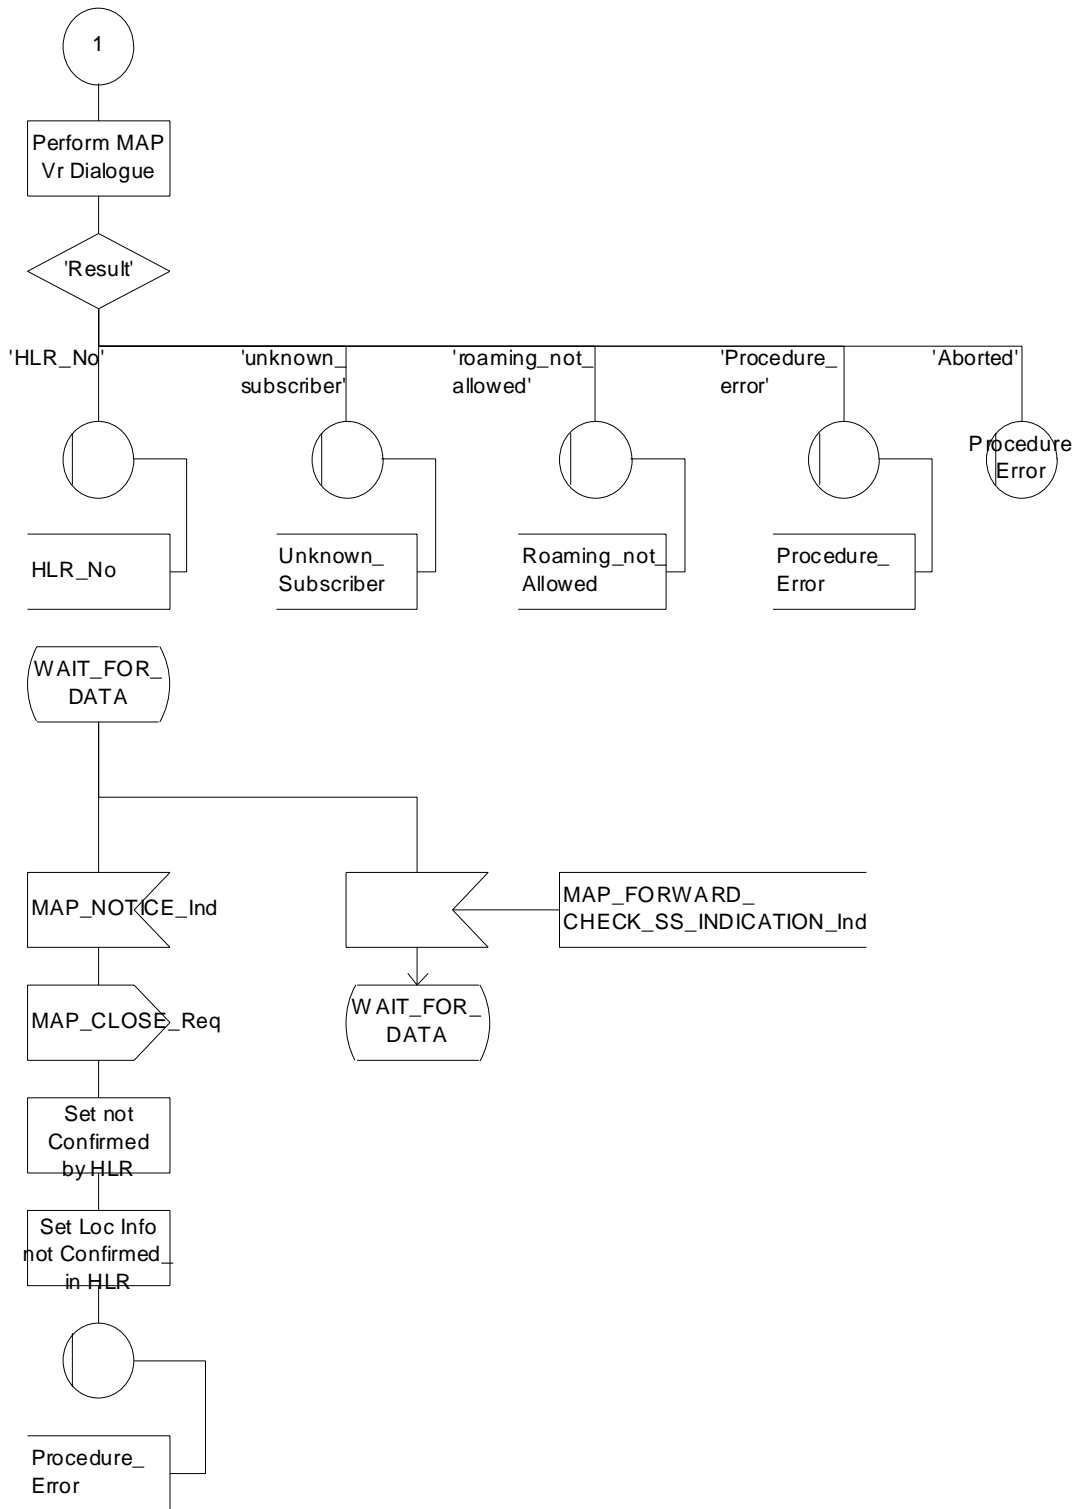 1
Perform MAP
Vr Dialogue
'Result'
'HLR_No'
'unknown_
subscriber'
'roaming_not_
allowed'
'Procedure_
error'
'Aborted'
Procedure
Error
HLR_No
Unknown_
Subscriber
Roaming_not_
Allowed
Procedure_
Error
WAIT_FOR_
DATA
MAP_NOTICE_Ind
MAP_FORWARD_
CHECK_SS_INDICATION_Ind
MAP_CLOSE_Req
WAIT_FOR_
DATA
Set not
Confirmed
by HLR
Set Loc Info
not Confirmed_
in HLR
Procedure_
Error